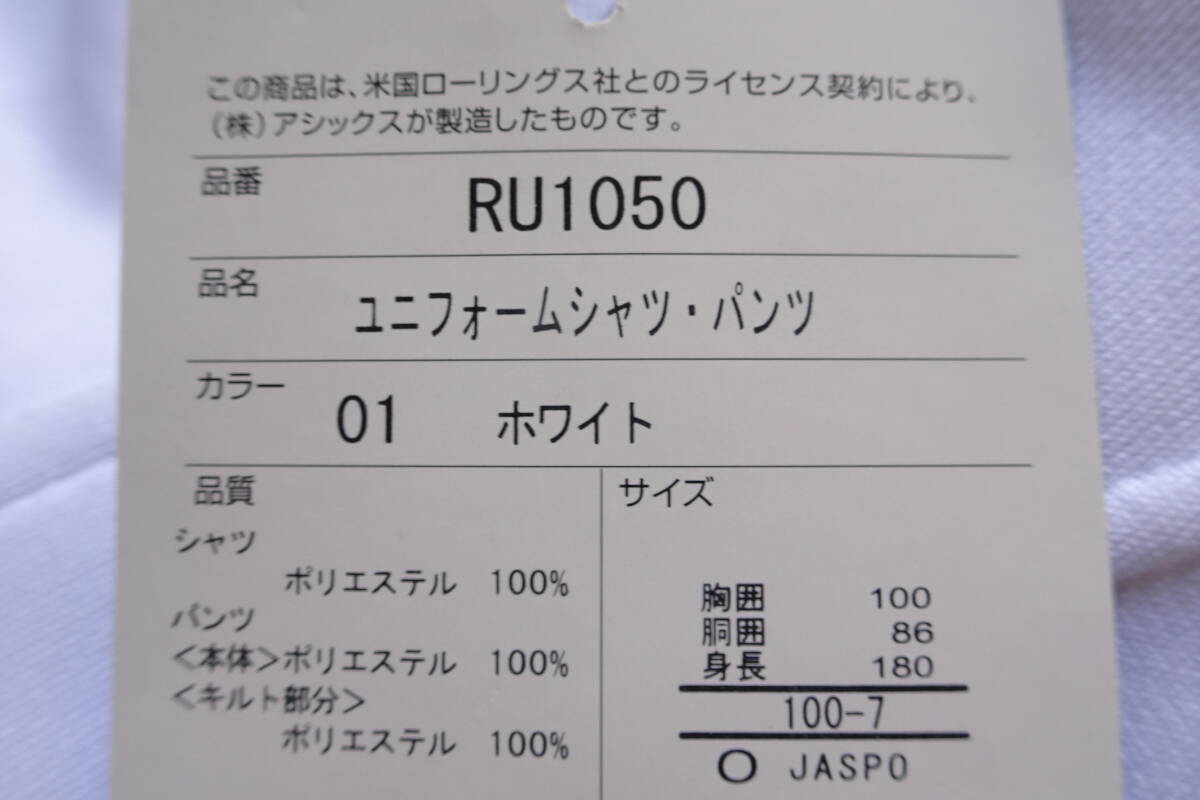 この商品は、米国ローリングス社とのライセンス契約により、
(株)アシックスが製造したものです。
品番
RU1050
品名
ユニフォームシャツ・パンツ
カラー
01 ホワイト
品質
シャツ
ポリエステル 100%
パンツ
<本体>ポリエステル 100%
<キルト部分>
ポリエステル 100%
サイズ
胸囲 100
胴囲 86
身長 180
100-7
O JASPO